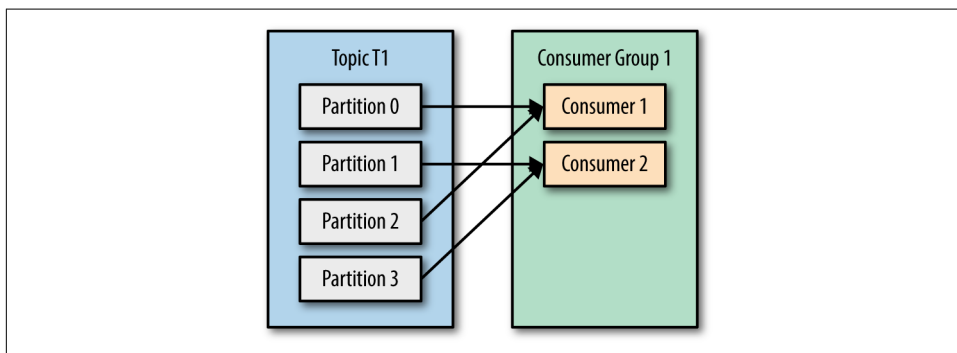 Topic T1
Partition 0
Partition 1
Partition 2
Partition 3
Consumer Group 1
Consumer 1
Consumer 2